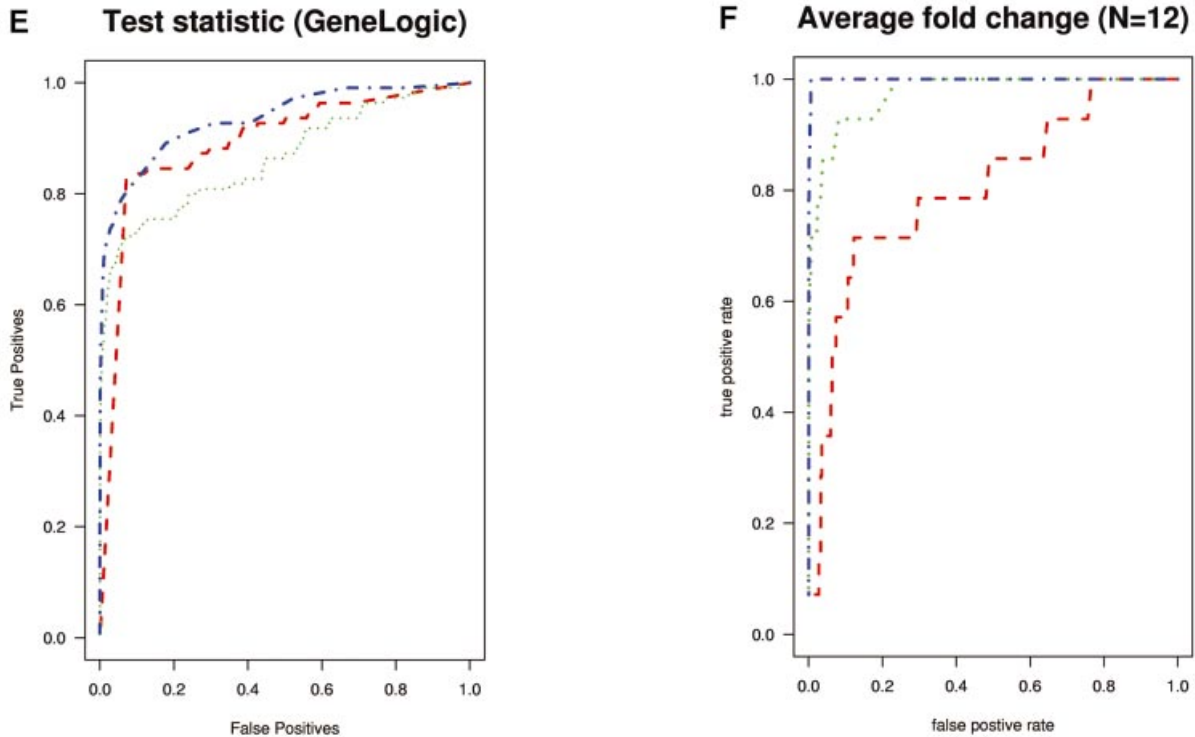 E Test statistic (GeneLogic)
True Positives
1.0
0.8
0.6
0.4
0.2
0.0
0.0 0.2 0.4 0.6 0.8 1.0
False Positives
F Average fold change (N=12)
true positive rate
1.0
0.8
0.6
0.4
0.2
0.0
0.0 0.2 0.4 0.6 0.8 1.0
false postive rate